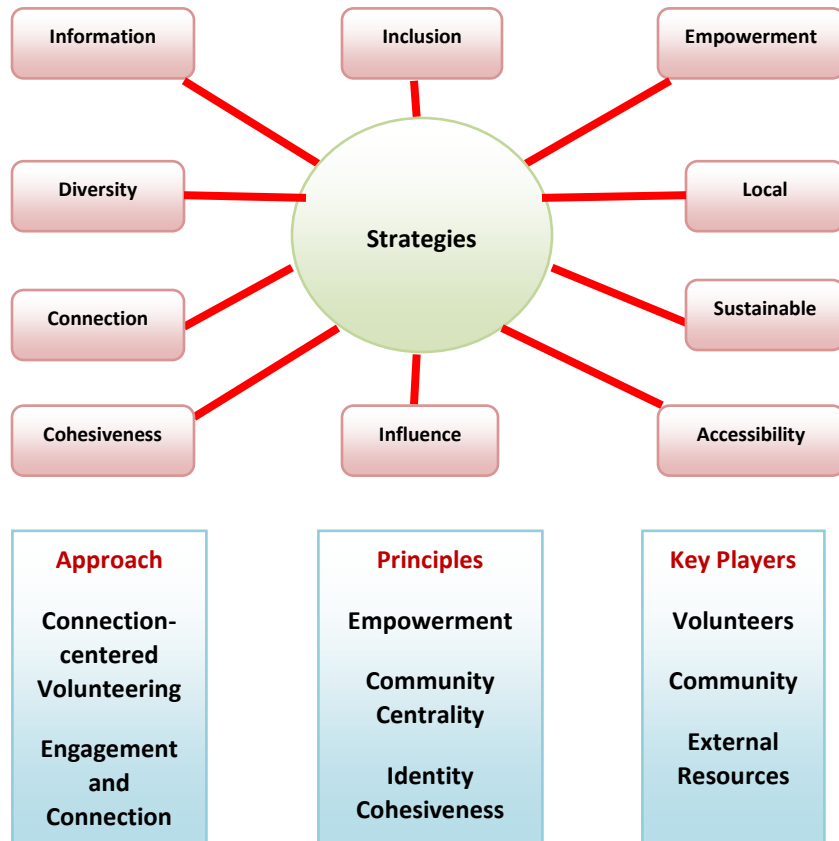 Information
Inclusion
Empowerment
Diversity
Local
Strategies
Connection
Sustainable
Cohesiveness
Influence
Accessibility
Approach
Connection-
centered
Volunteering
Engagement
and
Connection
Principles
Empowerment
Community
Centrality
Identity
Cohesiveness
Key Players
Volunteers
Community
External
Resources